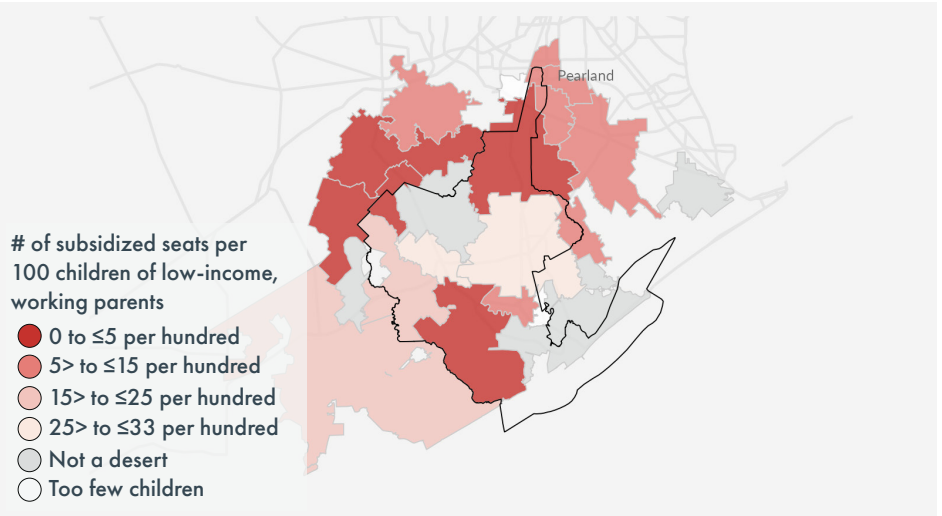 Pearland
# of subsidized seats per
100 children of low-income,
working parents
0 to ≤5 per hundred
5> to ≤15 per hundred
15> to ≤25 per hundred
25> to ≤33 per hundred
Not a desert
Too few children